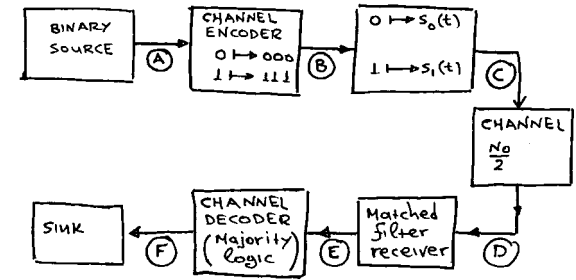 BINARY
SOURCE
A
CHANNEL
ENCODER
0 ↦ 000
1 ↦ 111
B
0 ↦ s₀(t)
1 ↦ s₁(t)
C
CHANNEL
N₀/2
D
Matched
filter
receiver
E
CHANNEL
DECODER
(Majority
logic)
F
SINK